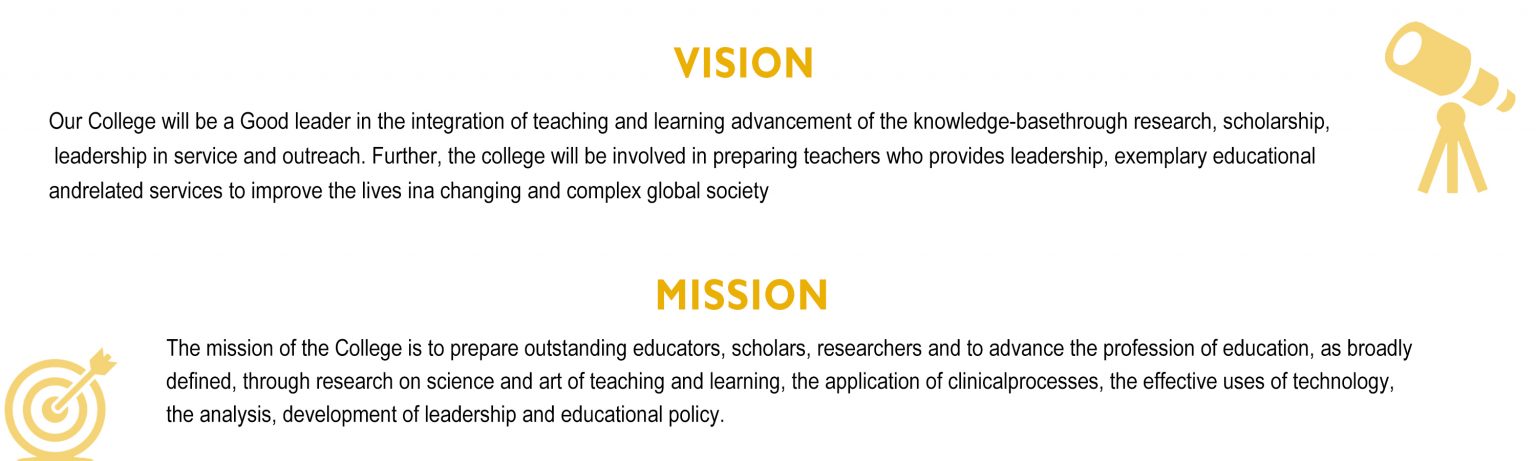 VISION
Our College will be a Good leader in the integration of teaching and learning advancement of the knowledge-basethrough research, scholarship,
leadership in service and outreach. Further, the college will be involved in preparing teachers who provides leadership, exemplary educational
andrelated services to improve the lives ina changing and complex global society
MISSION
The mission of the College is to prepare outstanding educators, scholars, researchers and to advance the profession of education, as broadly
defined, through research on science and art of teaching and learning, the application of clinicalprocesses, the effective uses of technology,
the analysis, development of leadership and educational policy.